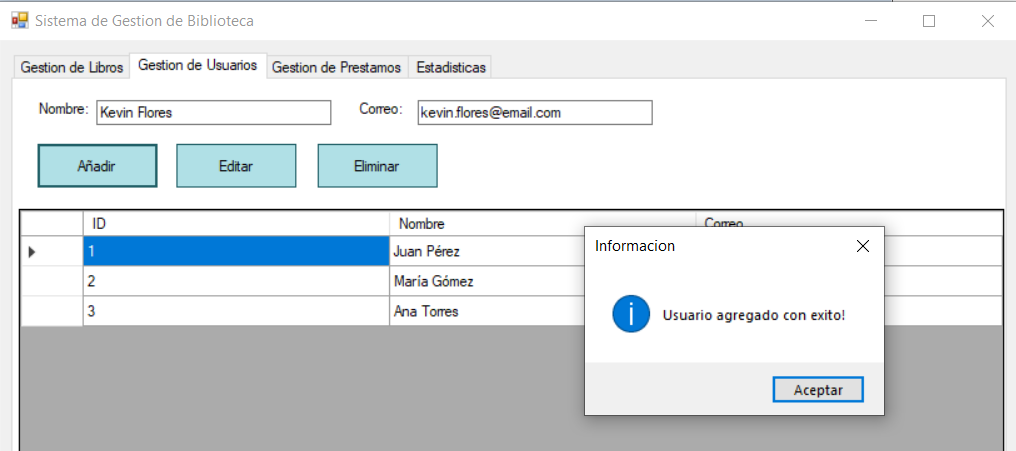 Sistema de Gestion de Biblioteca
Gestion de Libros Gestion de Usuarios Gestion de Prestamos Estadisticas
Nombre: Kevin Flores Correo: kevin.flores@email.com
Añadir Editar Eliminar
ID Nombre Correo
1 Juan Pérez
2 María Gómez
3 Ana Torres
Informacion
Usuario agregado con exito!
Aceptar